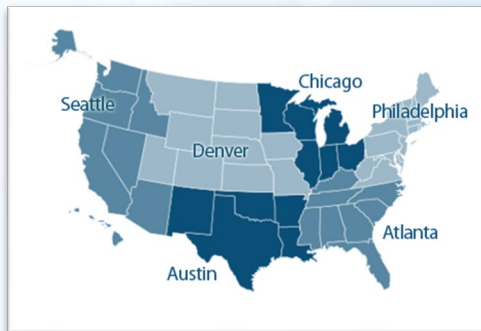 Chicago
Seattle
Philadelphia
Denver
Atlanta
Austin